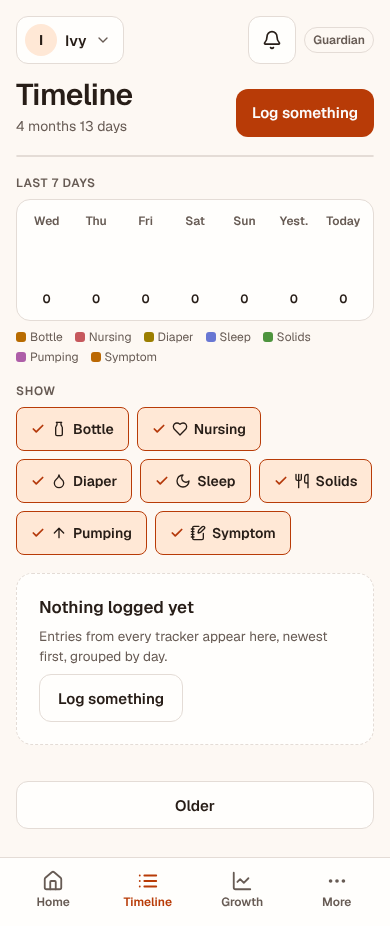 I Ivy
Guardian
Timeline
4 months 13 days
Log something
LAST 7 DAYS
Wed Thu Fri Sat Sun Yest. Today
0 0 0 0 0 0 0
Bottle Nursing Diaper Sleep Solids
Pumping Symptom
SHOW
Bottle Nursing
Diaper Sleep Solids
Pumping Symptom
Nothing logged yet
Entries from every tracker appear here, newest
first, grouped by day.
Log something
Older
Home Timeline Growth More